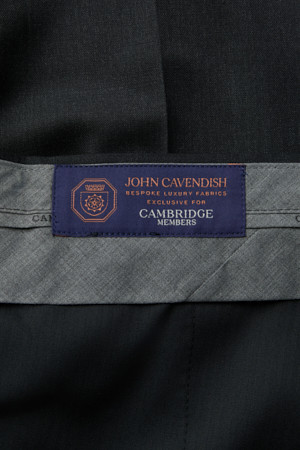 JOHN CAVENDISH
BESPOKE LUXURY FABRICS
EXCLUSIVE FOR
CAMBRIDGE
MEMBERS